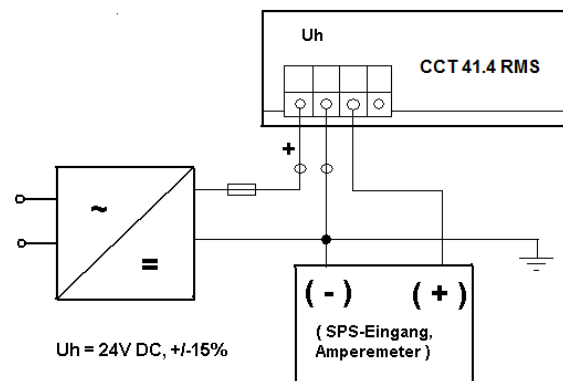 Uh
CCT 41.4 RMS
+
~
=
( - ) ( + )
( SPS-Eingang,
Amperemeter )
Uh = 24V DC, +/-15%